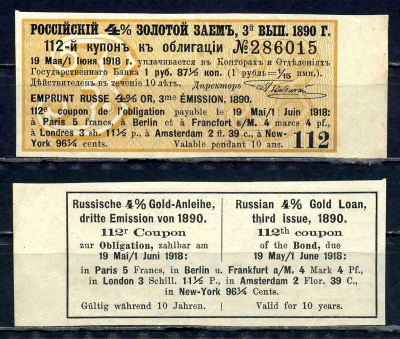 РОССІЙСКІЙ 4% ЗОЛОТОЙ ЗАЕМЪ, 3й ВЫП. 1890 Г.
112-й купонъ къ облигаціи №286015
19 Мая/1 Іюня 1918 г. уплачивается въ Конторахъ и Отдѣленіяхъ
Государственнаго Банка 1 руб. 87½ коп. (1 рубль=1/15 имп.).
Дѣйствителенъ въ теченіе 10 лѣтъ. Директоръ
EMPRUNT RUSSE 4% OR, 3me ÉMISSION, 1890.
112e coupon de l'obligation payable le 19 Mai/1 Juin 1918:
à Paris 5 francs, à Berlin et à Francfort s/M. 4 marcs 4 pf.,
à Londres 3 sh. 11½ p., à Amsterdam 2 fl. 39 c., à New-
York 96¼ cents. Valable pendant 10 ans. 112
Russische 4% Gold-Anleihe,
dritte Emission von 1890.
112r Coupon
zur Obligation, zahlbar am
19 Mai/1 Juni 1918:
Russian 4% Gold Loan,
third issue, 1890.
112th coupon
of the Bond, due
19 May/1 June 1918:
in Paris 5 Francs, in Berlin u. Frankfurt a/M. 4 Mark 4 Pf.,
in London 3 Schill. 11½ P., in Amsterdam 2 Flor. 39 C.,
in New-York 96¼ Cents.
Gültig während 10 Jahren. Valid for 10 years.